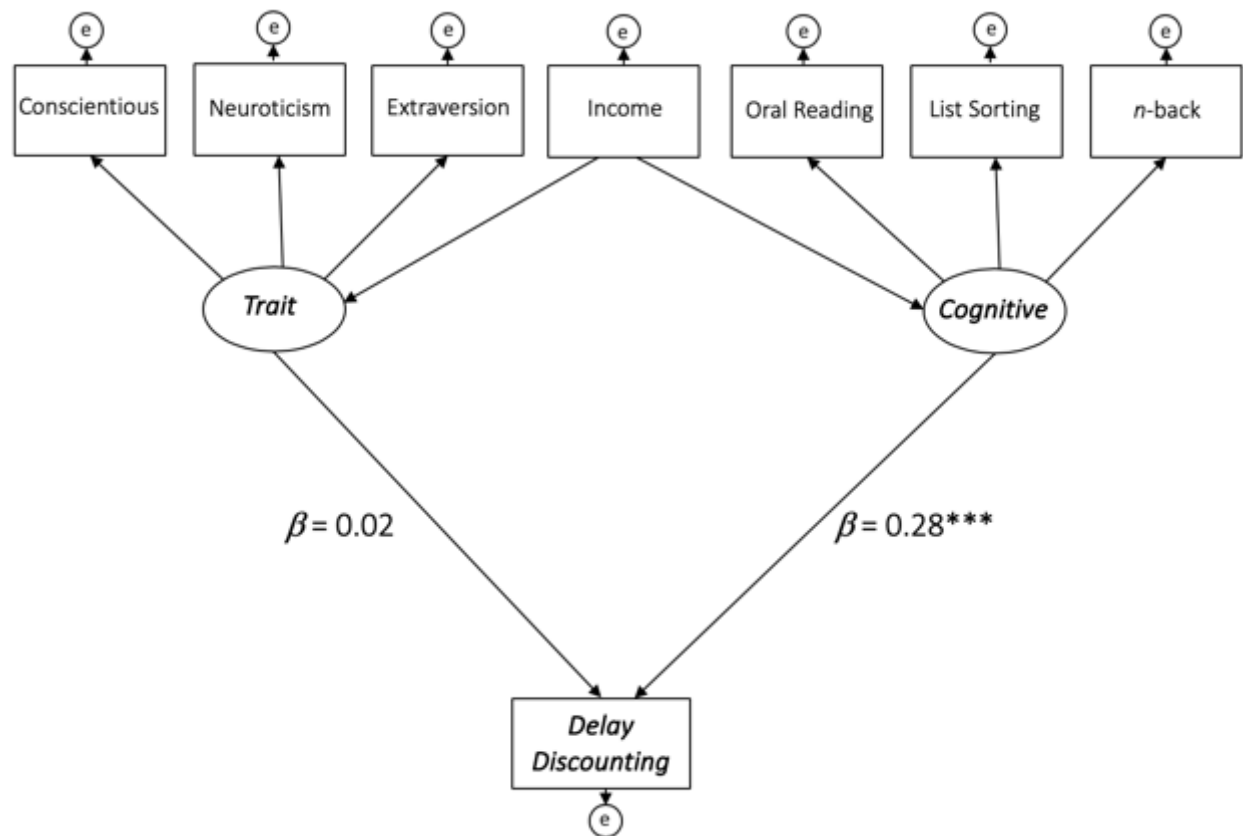 e e e e e e e
Conscientious Neuroticism Extraversion Income Oral Reading List Sorting n-back
Trait Cognitive
β = 0.02 β = 0.28***
Delay
Discounting
e